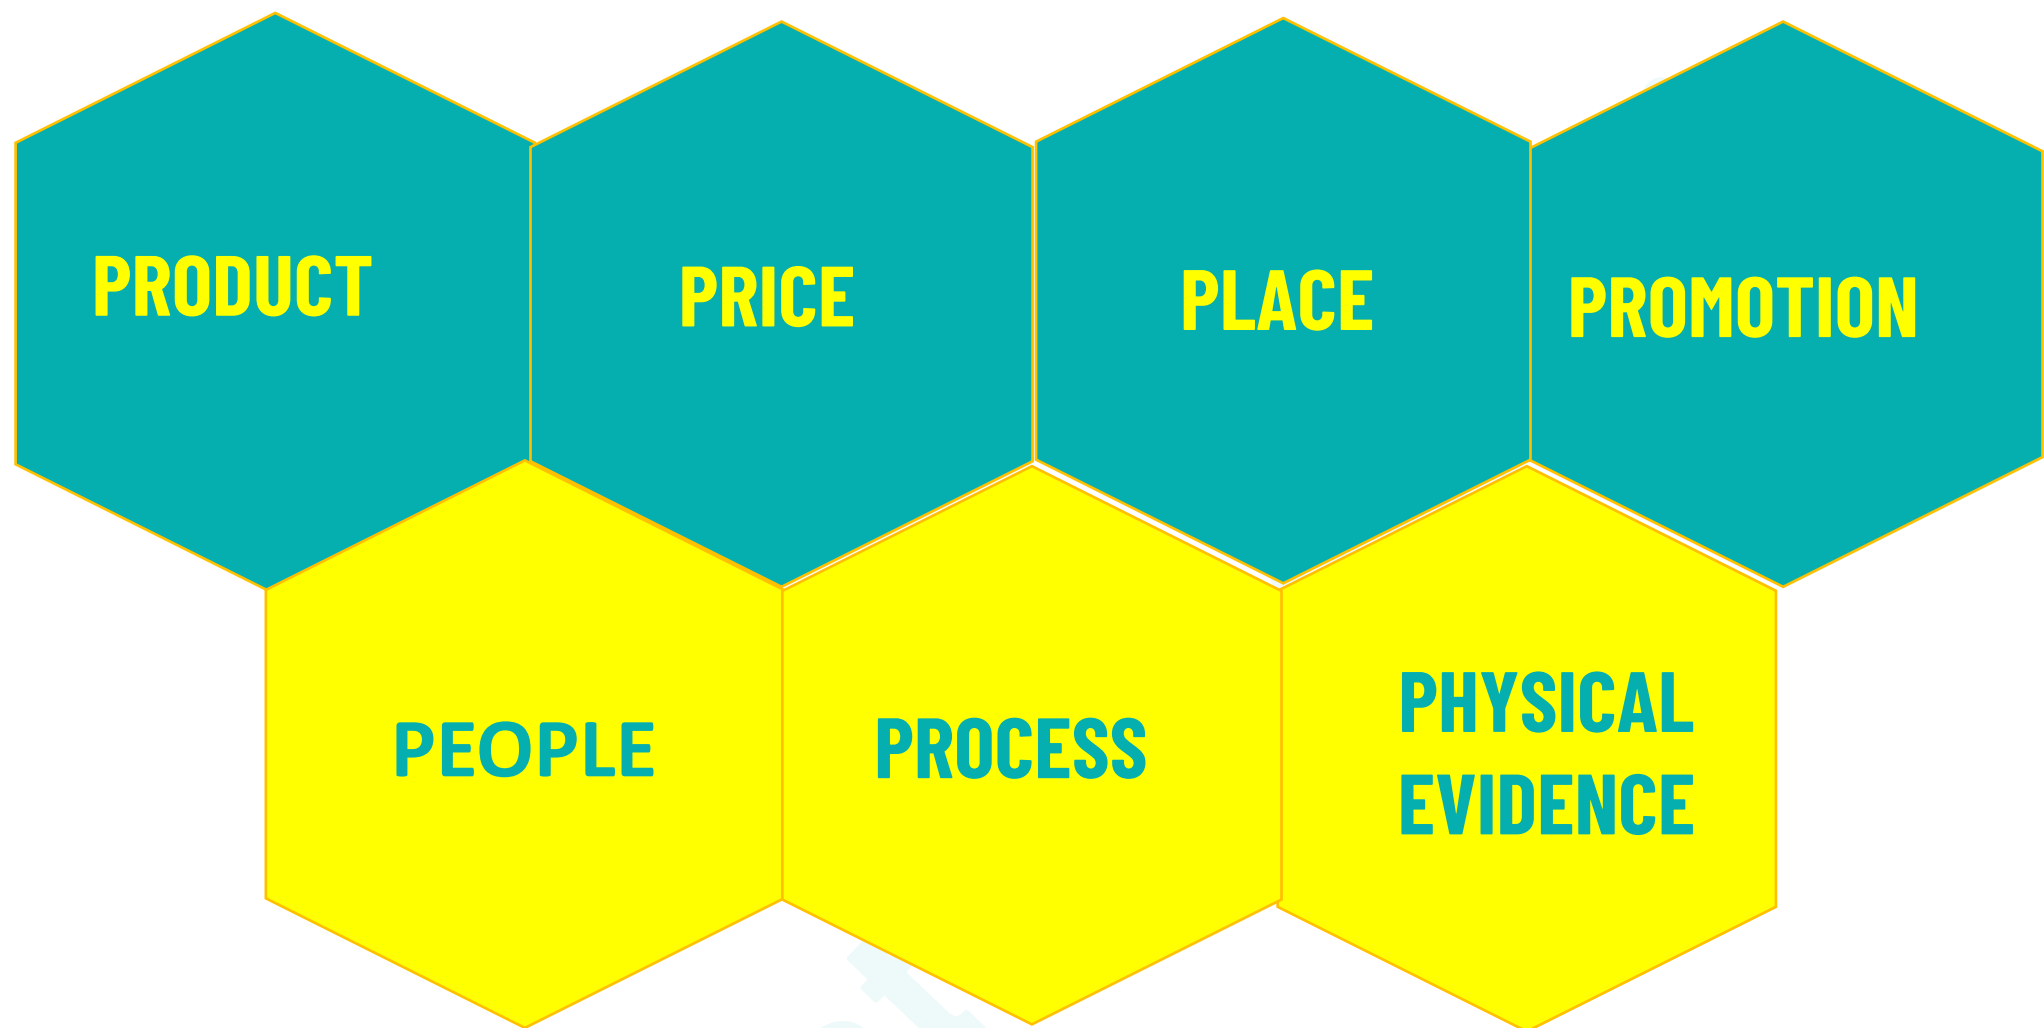 PRODUCT
PRICE
PLACE
PROMOTION
PEOPLE
PROCESS
PHYSICAL
EVIDENCE